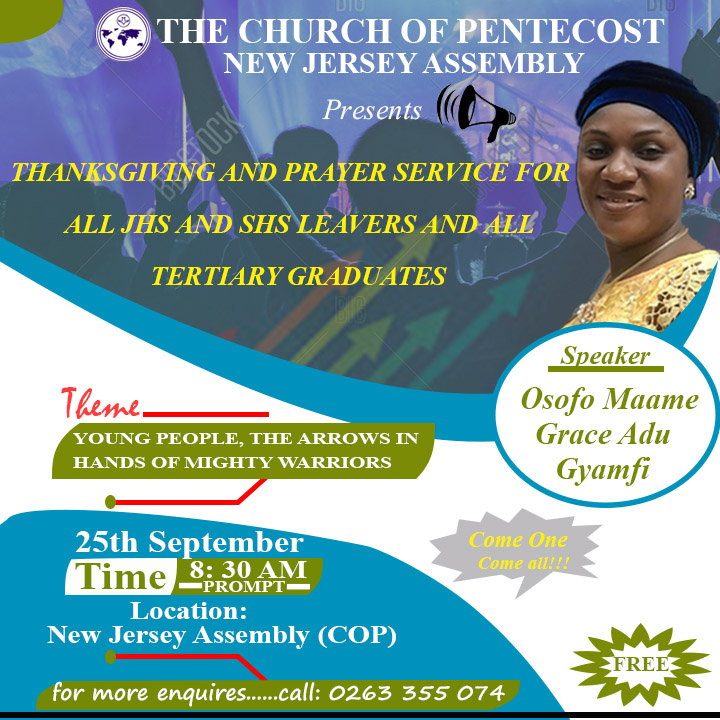 THE CHURCH OF PENTECOST
NEW JERSEY ASSEMBLY
Presents
THANKSGIVING AND PRAYER SERVICE FOR
ALL JHS AND SHS LEAVERS AND ALL
TERTIARY GRADUATES
Speaker
Osofo Maame
Grace Adu
Gyamfi
Theme
YOUNG PEOPLE, THE ARROWS IN
HANDS OF MIGHTY WARRIORS
25th September
Time 8: 30 AM
PROMPT
Location:
New Jersey Assembly (COP)
Come One
Come all!!!
FREE
for more enquires......call: 0263 355 074
BIGSTOCK